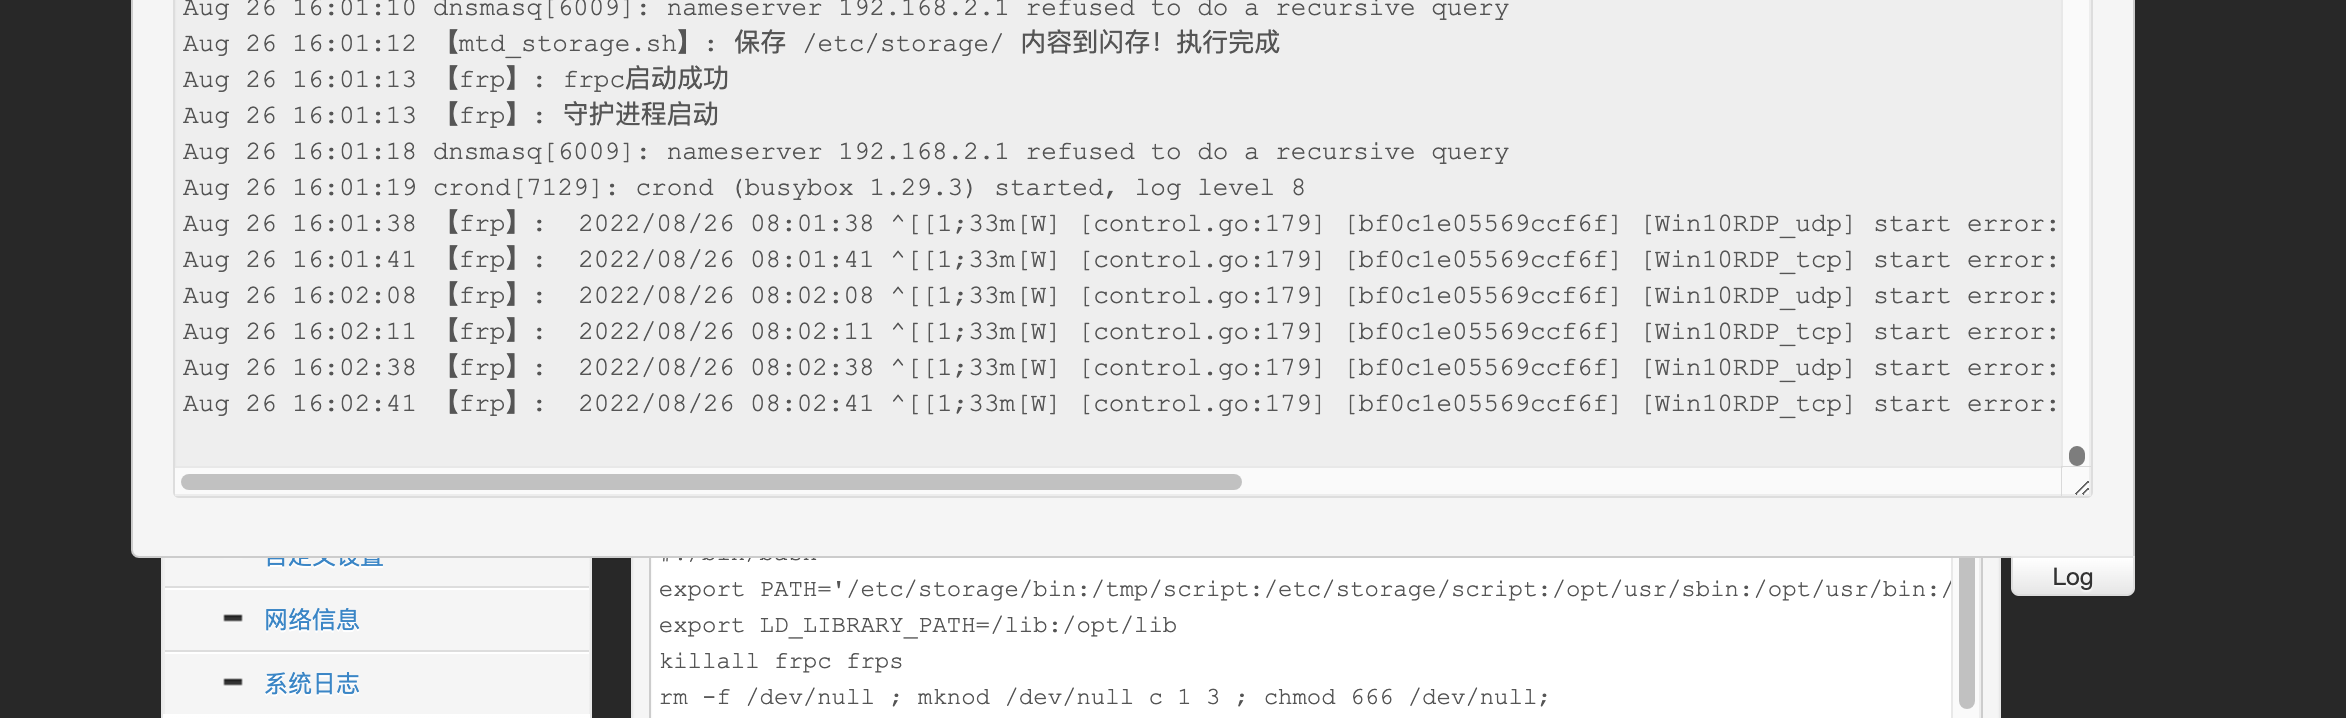 Aug 26 16:01:10 dnsmasq[6009]: nameserver 192.168.2.1 refused to do a recursive query
Aug 26 16:01:12 【mtd_storage.sh】: 保存 /etc/storage/ 内容到闪存! 执行完成
Aug 26 16:01:13 【frp】: frpc启动成功
Aug 26 16:01:13 【frp】: 守护进程启动
Aug 26 16:01:18 dnsmasq[6009]: nameserver 192.168.2.1 refused to do a recursive query
Aug 26 16:01:19 crond[7129]: crond (busybox 1.29.3) started, log level 8
Aug 26 16:01:38 【frp】:  2022/08/26 08:01:38 ^[[1;33m[W] [control.go:179] [bf0c1e05569ccf6f] [Win10RDP_udp] start error:
Aug 26 16:01:41 【frp】:  2022/08/26 08:01:41 ^[[1;33m[W] [control.go:179] [bf0c1e05569ccf6f] [Win10RDP_tcp] start error:
Aug 26 16:02:08 【frp】:  2022/08/26 08:02:08 ^[[1;33m[W] [control.go:179] [bf0c1e05569ccf6f] [Win10RDP_udp] start error:
Aug 26 16:02:11 【frp】:  2022/08/26 08:02:11 ^[[1;33m[W] [control.go:179] [bf0c1e05569ccf6f] [Win10RDP_tcp] start error:
Aug 26 16:02:38 【frp】:  2022/08/26 08:02:38 ^[[1;33m[W] [control.go:179] [bf0c1e05569ccf6f] [Win10RDP_udp] start error:
Aug 26 16:02:41 【frp】:  2022/08/26 08:02:41 ^[[1;33m[W] [control.go:179] [bf0c1e05569ccf6f] [Win10RDP_tcp] start error:
Log
自定义设置
网络信息
系统日志
#!/bin/bash
export PATH='/etc/storage/bin:/tmp/script:/etc/storage/script:/opt/usr/sbin:/opt/usr/bin:/
export LD_LIBRARY_PATH=/lib:/opt/lib
killall frpc frps
rm -f /dev/null ; mknod /dev/null c 1 3 ; chmod 666 /dev/null;